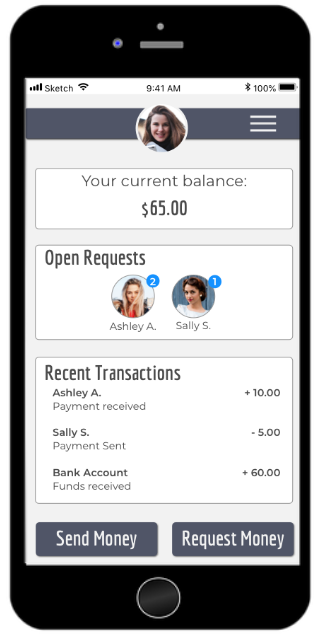 Sketch 9:41 AM 100%
Your current balance:
$65.00
Open Requests
2 1
Ashley A. Sally S.
Recent Transactions
Ashley A. + 10.00
Payment received
Sally S. - 5.00
Payment Sent
Bank Account + 60.00
Funds received
Send Money Request Money